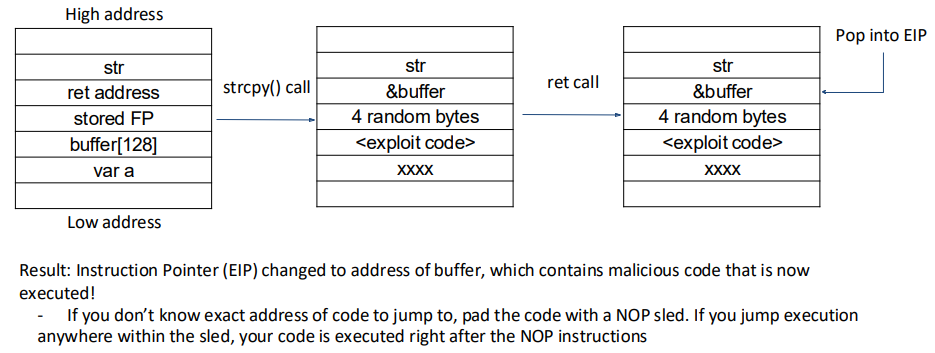 High address
str
ret address
stored FP
buffer[128]
var a
Low address
strcpy() call
str
&buffer
4 random bytes
<exploit code>
xxxx
ret call
str
&buffer
4 random bytes
<exploit code>
xxxx
Pop into EIP
Result: Instruction Pointer (EIP) changed to address of buffer, which contains malicious code that is now
executed!
- If you don’t know exact address of code to jump to, pad the code with a NOP sled. If you jump execution
anywhere within the sled, your code is executed right after the NOP instructions